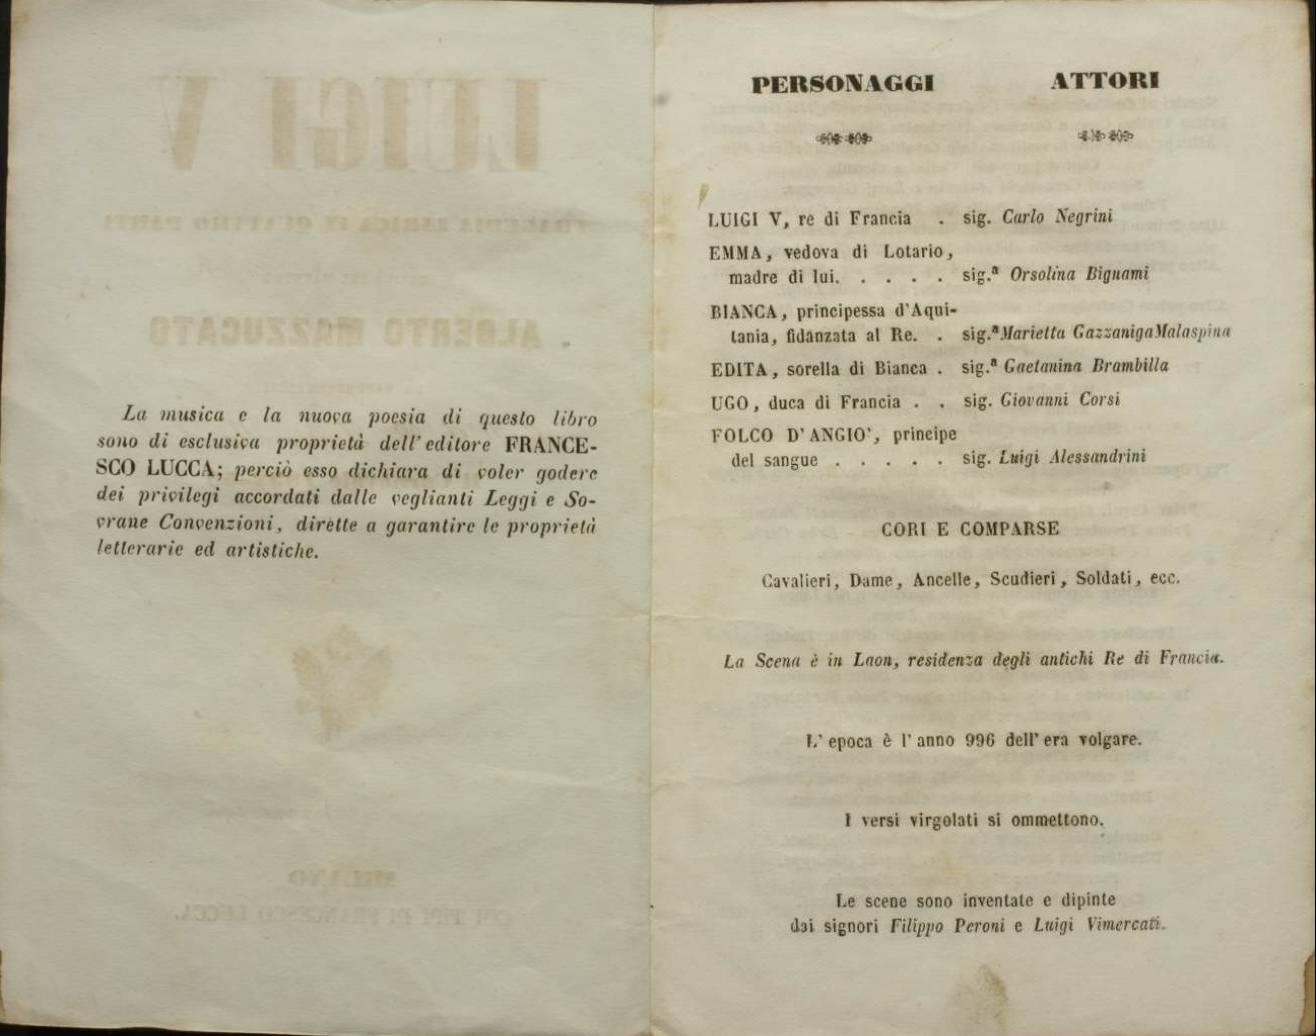 La musica e la nuova poesia di questo libro
sono di esclusiva proprietà dell'editore FRANCE-
SCO LUCCA; perciò esso dichiara di voler godere
dei privilegi accordati dalle veglianti Leggi e So-
vrane Convenzioni, dirette a garantire le proprietà
letterarie ed artistiche.
PERSONAGGI ATTORI
LUIGI V, re di Francia . sig. Carlo Negrini
EMMA, vedova di Lotario,
madre di lui. . . . . sig.ª Orsolina Bignami
BIANCA, principessa d'Aqui-
tania, fidanzata al Re. . sig.ª Marietta Gazzaniga Malaspina
EDITA, sorella di Bianca . sig.ª Gaetanina Brambilla
UGO, duca di Francia . . sig. Giovanni Corsi
FOLCO D'ANGIO', principe
del sangue . . . . . sig. Luigi Alessandrini
CORI E COMPARSE
Cavalieri, Dame, Ancelle, Scudieri, Soldati, ecc.
La Scena è in Laon, residenza degli antichi Re di Francia.
L'epoca è l'anno 996 dell'era volgare.
I versi virgolati si ommettono.
Le scene sono inventate e dipinte
dai signori Filippo Peroni e Luigi Vimercati.